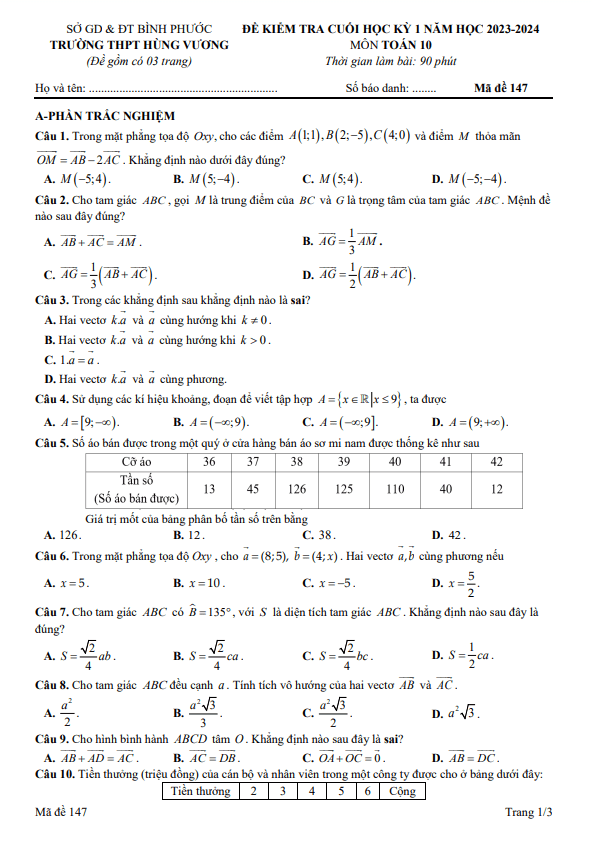 SỞ GD & ĐT BÌNH PHƯỚC
TRƯỜNG THPT HÙNG VƯƠNG
(Đề gồm có 03 trang)
ĐỀ KIỂM TRA CUỐI HỌC KỲ 1 NĂM HỌC 2023-2024
MÔN TOÁN 10
Thời gian làm bài: 90 phút
Họ và tên: ............................................................... Số báo danh: ........ Mã đề 147
A-PHẦN TRẮC NGHIỆM
Câu 1. Trong mặt phẳng tọa độ Oxy, cho các điểm A(1;1), B(2;−5), C(4;0) và điểm M thỏa mãn
$\overrightarrow{OM} = \overrightarrow{AB} - 2\overrightarrow{AC}$. Khẳng định nào dưới đây đúng?
A. M(−5;4). B. M(5;−4). C. M(5;4). D. M(−5;−4).
Câu 2. Cho tam giác ABC, gọi M là trung điểm của BC và G là trọng tâm của tam giác ABC. Mệnh đề
nào sau đây đúng?
A. $\overrightarrow{AB} + \overrightarrow{AC} = \overrightarrow{AM}$. B. $\overrightarrow{AG} = \frac{1}{3}\overrightarrow{AM}$.
C. $\overrightarrow{AG} = \frac{1}{3}(\overrightarrow{AB} + \overrightarrow{AC})$. D. $\overrightarrow{AG} = \frac{1}{2}(\overrightarrow{AB} + \overrightarrow{AC})$.
Câu 3. Trong các khẳng định sau khẳng định nào là sai?
A. Hai vectơ $k.\vec{a}$ và $\vec{a}$ cùng hướng khi k ≠ 0.
B. Hai vectơ $k.\vec{a}$ và $\vec{a}$ cùng hướng khi k > 0.
C. $1.\vec{a} = \vec{a}$.
D. Hai vectơ $k.\vec{a}$ và $\vec{a}$ cùng phương.
Câu 4. Sử dụng các kí hiệu khoảng, đoạn để viết tập hợp A = {x ∈ ℝ | x ≤ 9}, ta được
A. A = [9;−∞). B. A = (−∞;9). C. A = (−∞;9]. D. A = (9;+∞).
Câu 5. Số áo bán được trong một quý ở cửa hàng bán áo sơ mi nam được thống kê như sau
Cỡ áo 36 37 38 39 40 41 42
Tần số
(Số áo bán được) 13 45 126 125 110 40 12
Giá trị mốt của bảng phân bố tần số trên bằng
A. 126. B. 12. C. 38. D. 42.
Câu 6. Trong mặt phẳng tọa độ Oxy, cho $\vec{a}$ = (8;5), $\vec{b}$ = (4;x). Hai vectơ $\vec{a}$, $\vec{b}$ cùng phương nếu
A. x = 5. B. x = 10. C. x = −5. D. $x = \frac{5}{2}$.
Câu 7. Cho tam giác ABC có $\hat{B}$ = 135°, với S là diện tích tam giác ABC. Khẳng định nào sau đây là
đúng?
A. $S = \frac{\sqrt{2}}{4}ab$. B. $S = \frac{\sqrt{2}}{4}ca$. C. $S = \frac{\sqrt{2}}{4}bc$. D. $S = \frac{1}{2}ca$.
Câu 8. Cho tam giác ABC đều cạnh a. Tính tích vô hướng của hai vectơ $\overrightarrow{AB}$ và $\overrightarrow{AC}$.
A. $\frac{a^2}{2}$. B. $\frac{a^2\sqrt{3}}{3}$. C. $\frac{a^2\sqrt{3}}{2}$. D. $a^2\sqrt{3}$.
Câu 9. Cho hình bình hành ABCD tâm O. Khẳng định nào sau đây là sai?
A. $\overrightarrow{AB} + \overrightarrow{AD} = \overrightarrow{AC}$. B. $\overrightarrow{AC} = \overrightarrow{DB}$. C. $\overrightarrow{OA} + \overrightarrow{OC} = \vec{0}$. D. $\overrightarrow{AB} = \overrightarrow{DC}$.
Câu 10. Tiền thưởng (triệu đồng) của cán bộ và nhân viên trong một công ty được cho ở bảng dưới đây:
Tiền thưởng 2 3 4 5 6 Cộng
Mã đề 147 Trang 1/3